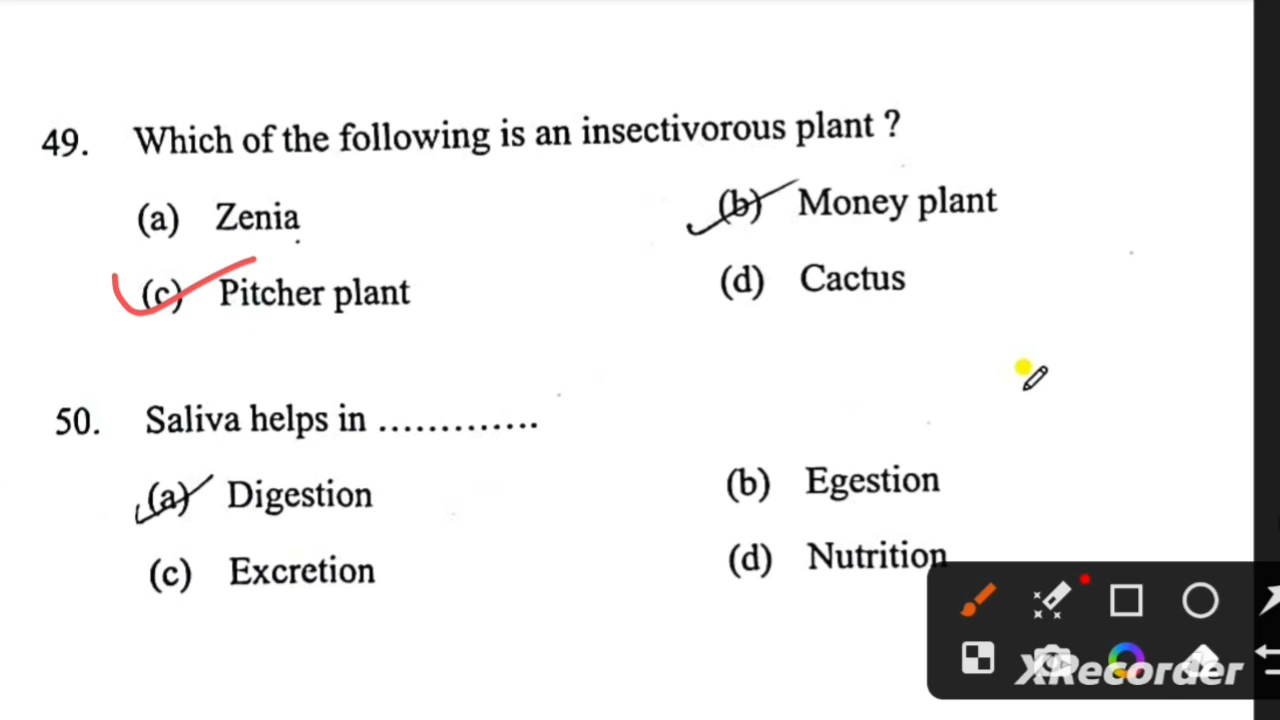 49. Which of the following is an insectivorous plant ?
(a) Zenia (b) Money plant
(c) Pitcher plant (d) Cactus
50. Saliva helps in .............
(a) Digestion (b) Egestion
(c) Excretion (d) Nutrition
XRecorder